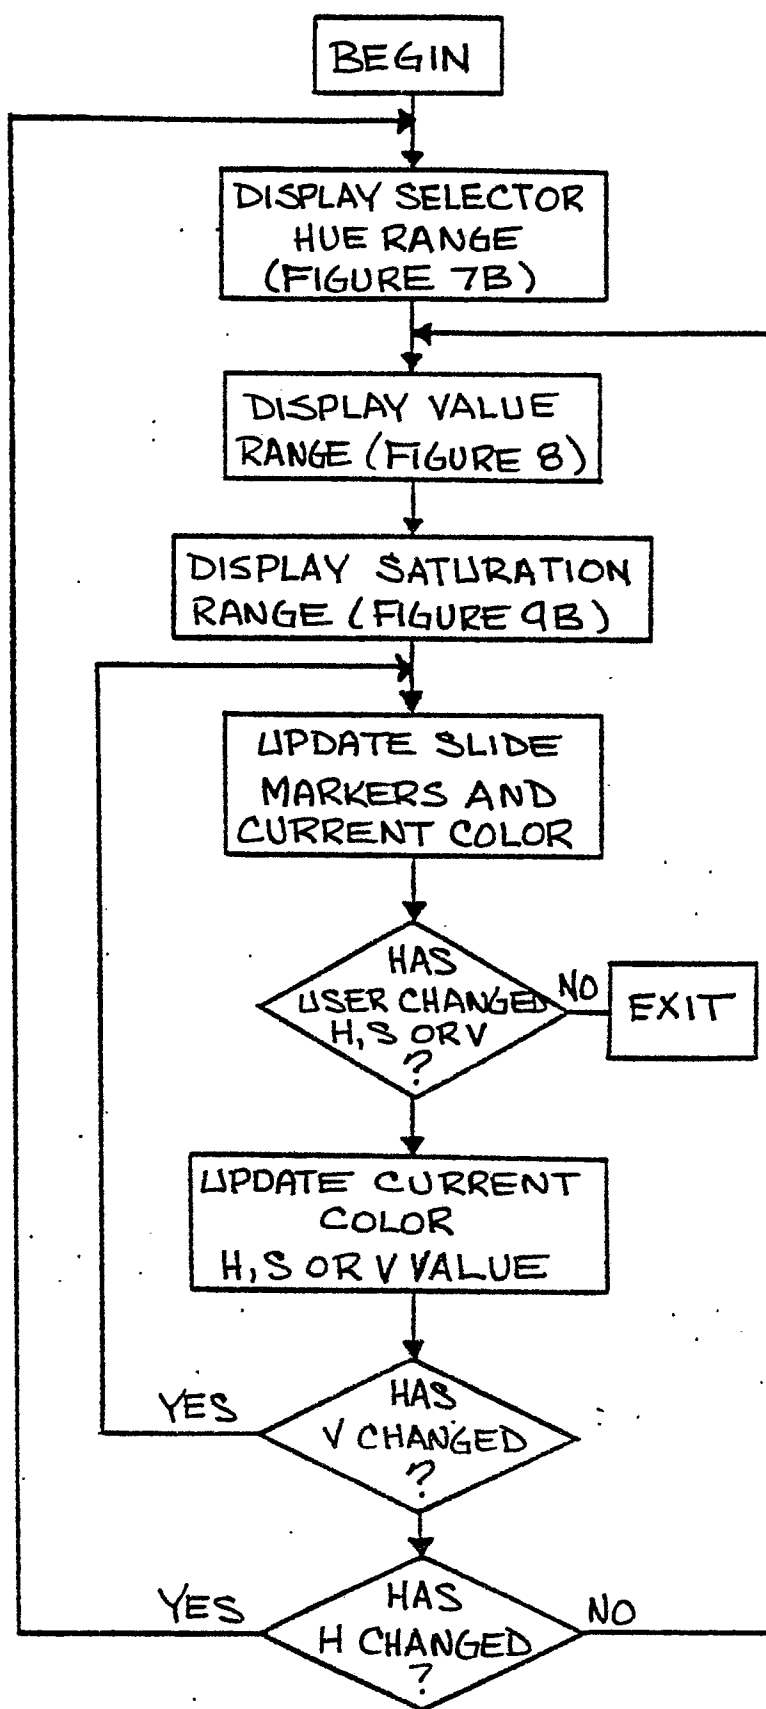 BEGIN
DISPLAY SELECTOR
HUE RANGE
(FIGURE 7B)
DISPLAY VALUE
RANGE (FIGURE 8)
DISPLAY SATURATION
RANGE (FIGURE 9B)
UPDATE SLIDE
MARKERS AND
CURRENT COLOR
HAS
USER CHANGED
H,S OR V
?
NO
EXIT
UPDATE CURRENT
COLOR
H,S OR V VALUE
YES
HAS
V CHANGED
?
YES
HAS
H CHANGED
?
NO